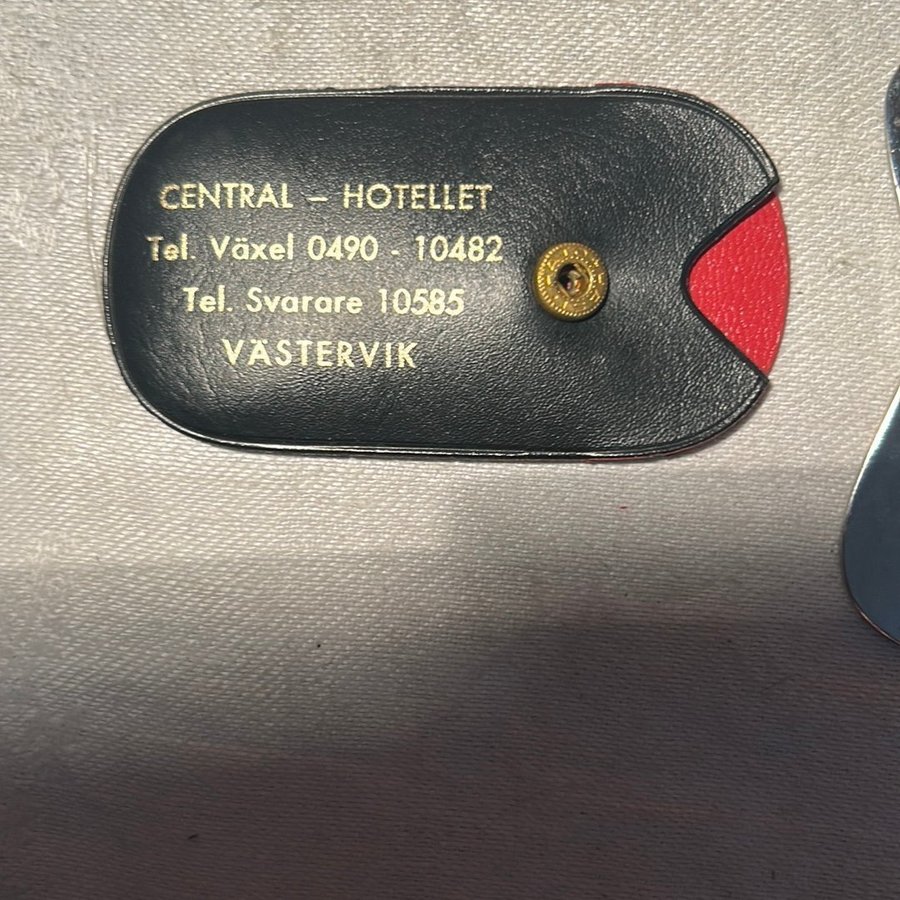 CENTRAL – HOTELLET
Tel. Växel 0490 - 10482
Tel. Svarare 10585
VÄSTERVIK